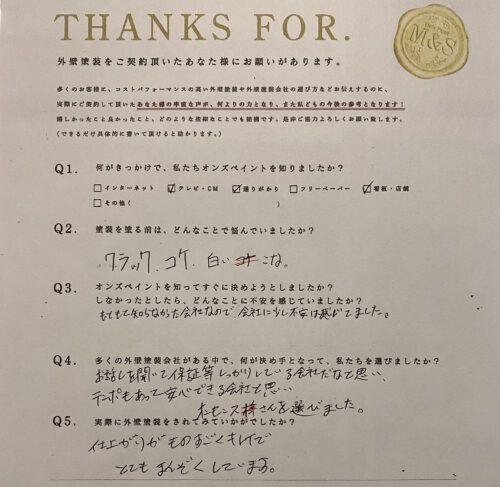 THANKS FOR.
M&S
外壁塗装をご契約頂いたあなた様にお願いがあります。
多くのお客様に、コストパフォーマンスの高い外壁塗装や外壁塗装会社の選び方などお伝えするのに、
実際にご契約して頂いたあなた様の率直な声が、何よりの力となり、また私どもの今後の参考となります!
嬉しかったこと良かったこと、どのような些細なことでも結構です。是非ご協力よろしくお願い致します。
(できるだけ具体的に書いて頂けると助かります。)
Q1. 何がきっかけで、私たちオンズペイントを知りましたか?
インターネット テレビ・CM 通りがかり フリーペーパー 看板・店舗
その他( )
Q2. 塗装を塗る前は、どんなことで悩んでいましたか?
クラック、コケ、白い こな。
Q3. オンズペイントを知ってすぐに決めようとしましたか?
しなかったとしたら、どんなことに不安を感じていましたか?
もともと知らなかった会社なので、会社に少し不安は感じてました。
Q4. 多くの外壁塗装会社がある中で、何が決め手となって、私たちを選びましたか?
お話しを聞いて保証等しっかりしている会社だなと思い、
テンポもあって安心できる会社と思い、
様さんを選びました。
Q5. 実際に外壁塗装をされてみていかがでしたか?
仕上がりがものすごくキレイで
とてもまんぞくしています。